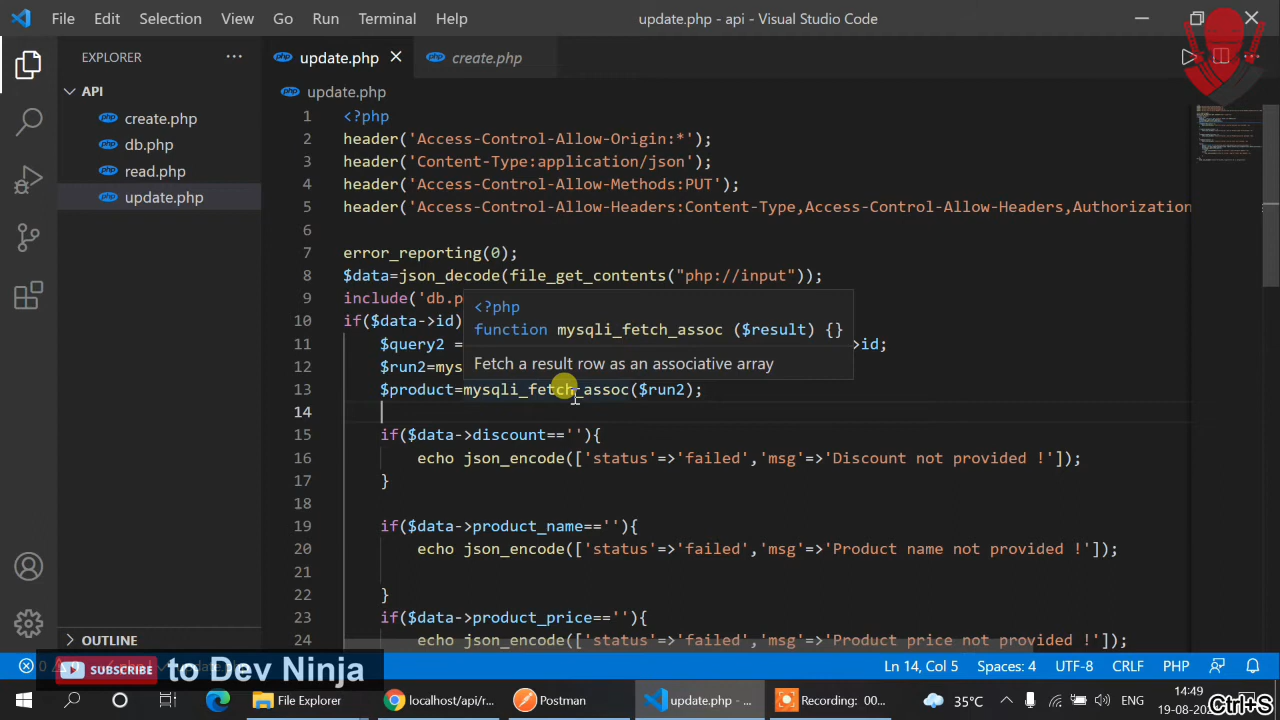 File Edit Selection View Go Run Terminal Help update.php - api - Visual Studio Code
EXPLORER
update.php
create.php
API
create.php
db.php
read.php
update.php
update.php
1 <?php
2 header('Access-Control-Allow-Origin:*');
3 header('Content-Type:application/json');
4 header('Access-Control-Allow-Methods:PUT');
5 header('Access-Control-Allow-Headers:Content-Type,Access-Control-Allow-Headers,Authorization
6
7 error_reporting(0);
8 $data=json_decode(file_get_contents("php://input"));
9 include('db.p
10 if($data->id)
11 $query2 = >id;
12 $run2=mys
13 $product=mysqli_fetch_assoc($run2);
14
15 if($data->discount==''){
16 echo json_encode(['status'=>'failed','msg'=>'Discount not provided !']);
17 }
18
19 if($data->product_name==''){
20 echo json_encode(['status'=>'failed','msg'=>'Product name not provided !']);
21
22 }
23 if($data->product_price==''){
24 echo json_encode(['status'=>'failed','msg'=>'Product price not provided !']);
<?php
function mysqli_fetch_assoc ($result) {}
Fetch a result row as an associative array
OUTLINE
SUBSCRIBE to Dev Ninja
Ln 14, Col 5 Spaces: 4 UTF-8 CRLF PHP
File Explorer localhost/api/r... Postman update.php - ... Recording: 00... 35°C ENG
14:49
19-08-20
Ctrl+S